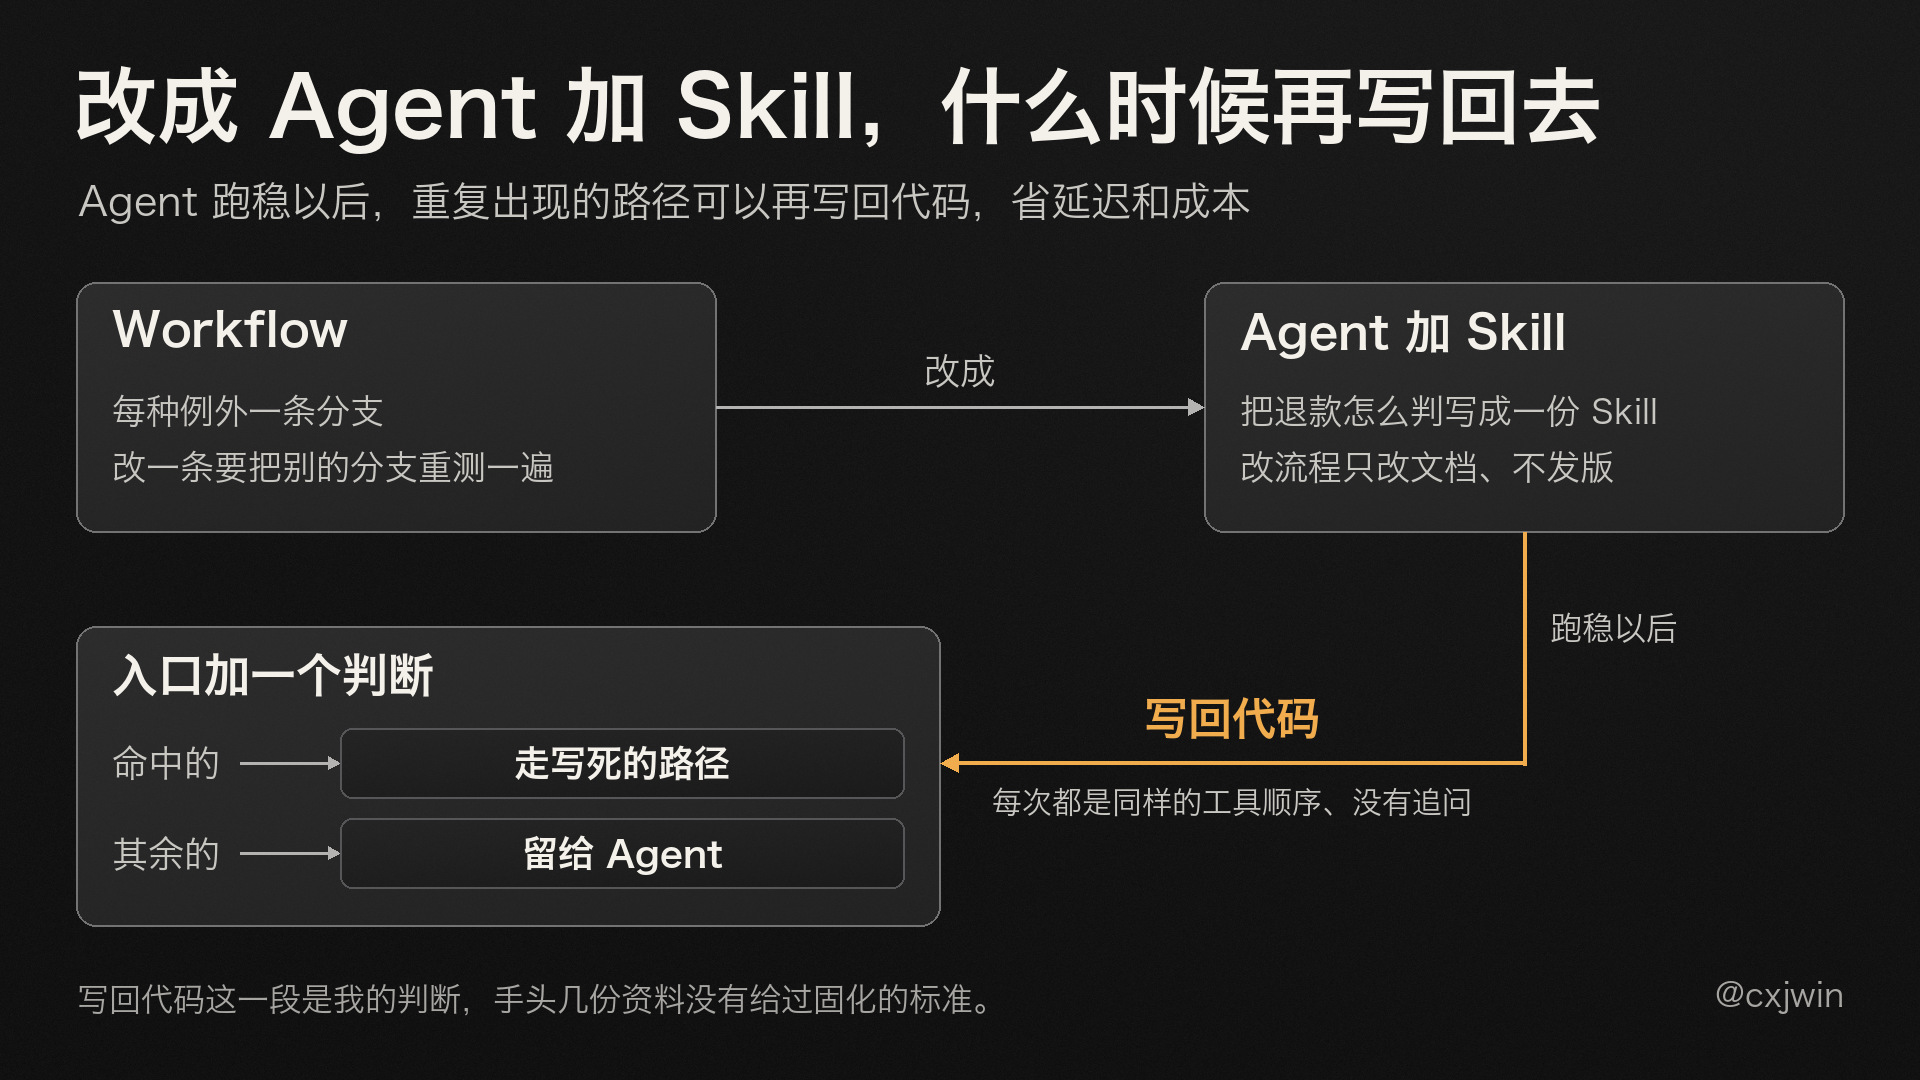 改成 Agent 加 Skill，什么时候再写回去
Agent 跑稳以后，重复出现的路径可以再写回代码，省延迟和成本
Workflow
每种例外一条分支
改一条要把别的分支重测一遍
改成
Agent 加 Skill
把退款怎么判写成一份 Skill
改流程只改文档、不发版
跑稳以后
写回代码
每次都是同样的工具顺序、没有追问
入口加一个判断
命中的
走写死的路径
其余的
留给 Agent
写回代码这一段是我的判断，手头几份资料没有给过固化的标准。
@cxjwin